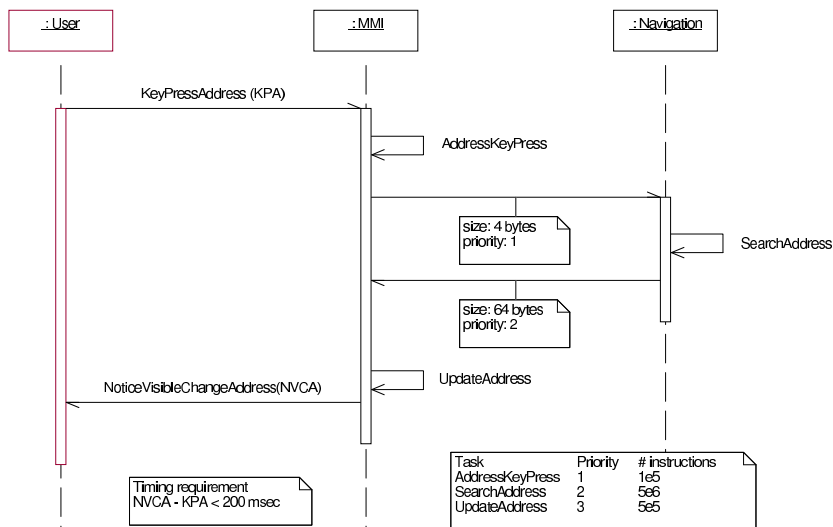 : User
: MMI
: Navigation
KeyPressAddress (KPA)
AddressKeyPress
size: 4 bytes
priority: 1
SearchAddress
size: 64 bytes
priority: 2
UpdateAddress
NoticeVisibleChangeAddress(NVCA)
Timing requirement
NVCA - KPA < 200 msec
Task Priority # instructions
AddressKeyPress 1 1e5
SearchAddress 2 5e6
UpdateAddress 3 5e5